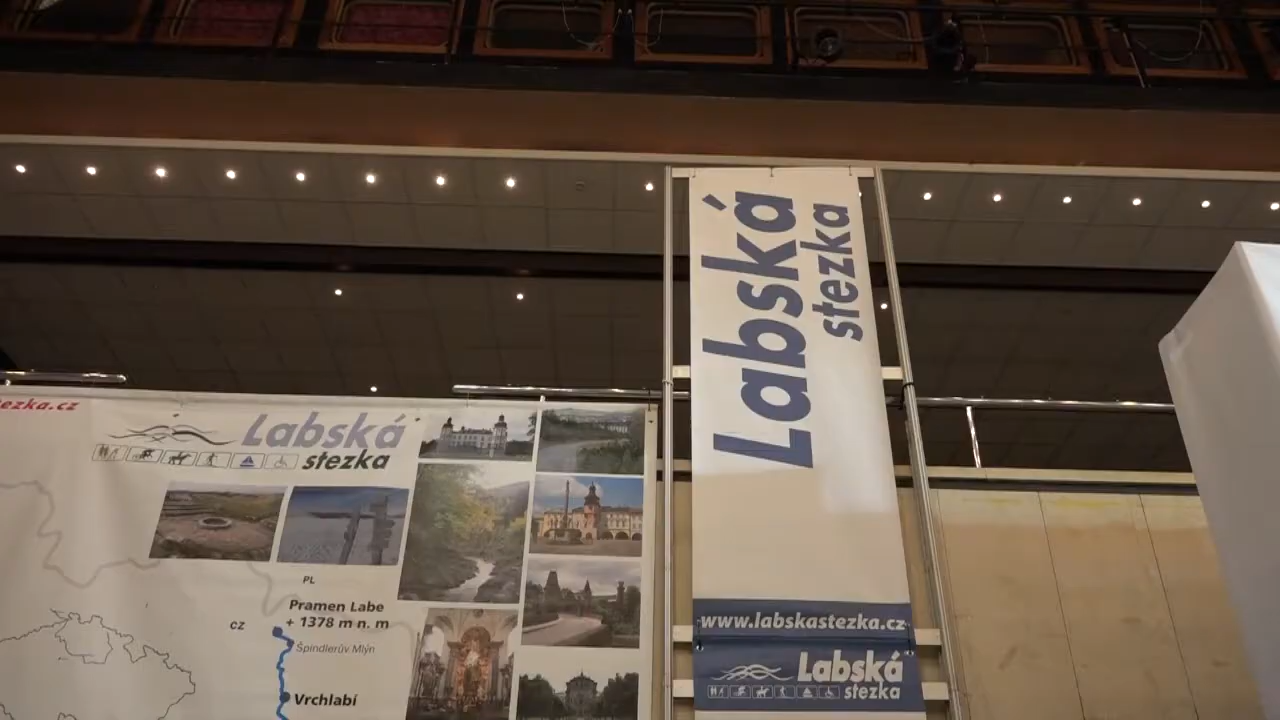 ezka.cz
Labská
stezka
PL
Pramen Labe
+ 1378 m n. m
CZ
Špindlerův Mlýn
Vrchlabí
Labská
stezka
www.labskastezka.cz
Labská
stezka